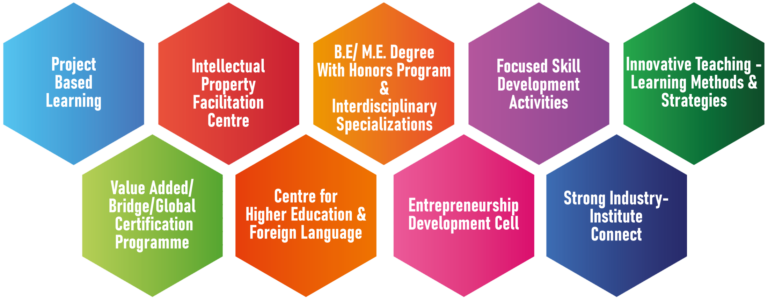 Project
Based
Learning
Intellectual
Property
Facilitation
Centre
B.E/ M.E. Degree
With Honors Program
&
Interdisciplinary
Specializations
Focused Skill
Development
Activities
Innovative Teaching -
Learning Methods &
Strategies
Value Added/
Bridge/Global
Certification
Programme
Centre for
Higher Education &
Foreign Language
Entrepreneurship
Development Cell
Strong Industry-
Institute
Connect